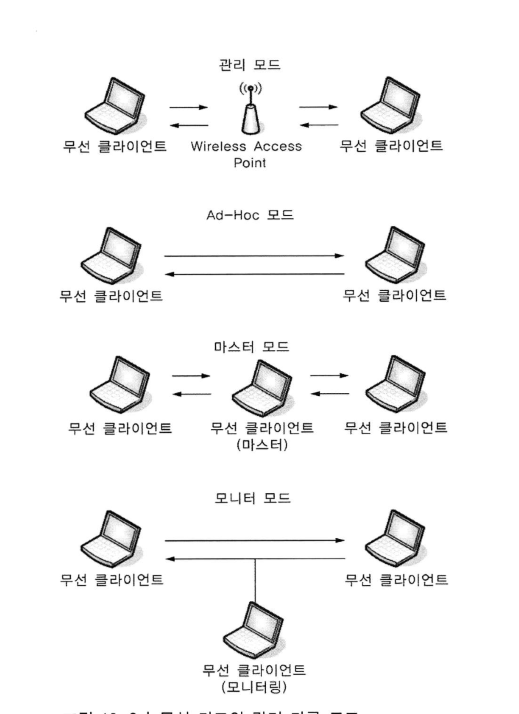 관리 모드
무선 클라이언트
Wireless Access
Point
무선 클라이언트
Ad-Hoc 모드
무선 클라이언트
무선 클라이언트
마스터 모드
무선 클라이언트
무선 클라이언트
(마스터)
무선 클라이언트
모니터 모드
무선 클라이언트
무선 클라이언트
무선 클라이언트
(모니터링)